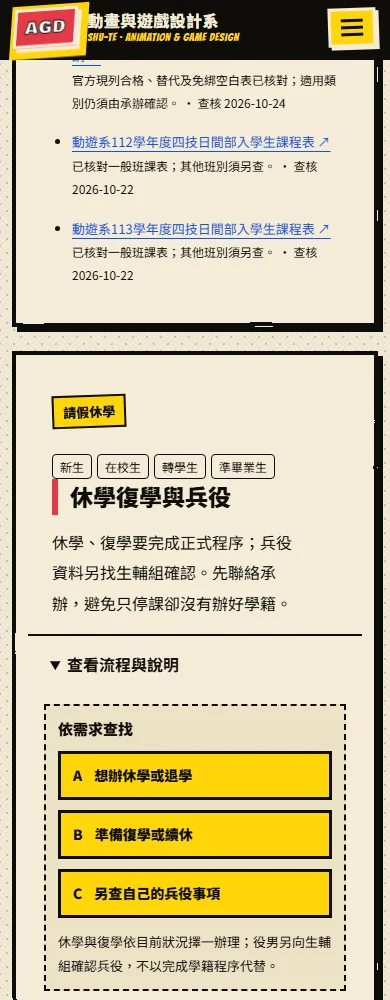 AGD
動畫與遊戲設計系
SHU-TE · ANIMATION & GAME DESIGN
官方現列合格、替代及免綁空白表已核對；適用類
別仍須由承辦確認。 • 查核 2026-10-24
動遊系112學年度四技日間部入學生課程表 ↗
已核對一般班課表；其他班別須另查。 • 查核
2026-10-22
動遊系113學年度四技日間部入學生課程表 ↗
已核對一般班課表；其他班別須另查。 • 查核
2026-10-22
請假休學
新生 在校生 轉學生 準畢業生
休學復學與兵役
休學、復學要完成正式程序；兵役
資料另找生輔組確認。先聯絡承
辦，避免只停課卻沒有辦好學籍。
▼ 查看流程與說明
依需求查找
A 想辦休學或退學
B 準備復學或續休
C 另查自己的兵役事項
休學與復學依目前狀況擇一辦理；役男另向生輔
組確認兵役，不以完成學籍程序代替。